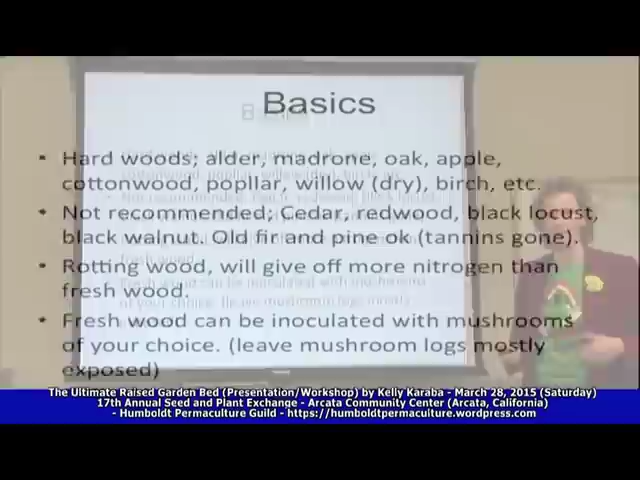 Basics
• Hard woods; alder, madrone, oak, apple,
cottonwood, popllar, willow (dry), birch, etc.
• Not recommended; Cedar, redwood, black locust,
black walnut. Old fir and pine ok (tannins gone).
• Rotting wood, will give off more nitrogen than
fresh wood.
• Fresh wood can be inoculated with mushrooms
of your choice. (leave mushroom logs mostly
exposed)
The Ultimate Raised Garden Bed (Presentation/Workshop) by Kelly Karaba - March 28, 2015 (Saturday)
17th Annual Seed and Plant Exchange - Arcata Community Center (Arcata, California)
- Humboldt Permaculture Guild - https://humboldtpermaculture.wordpress.com